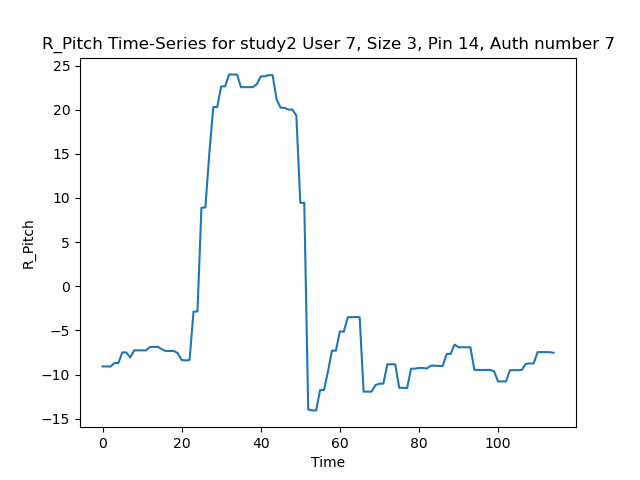 R_Pitch Time-Series for study2 User 7, Size 3, Pin 14, Auth number 7
25
20
15
10
5
0
−5
−10
−15
R_Pitch
0 20 40 60 80 100
Time